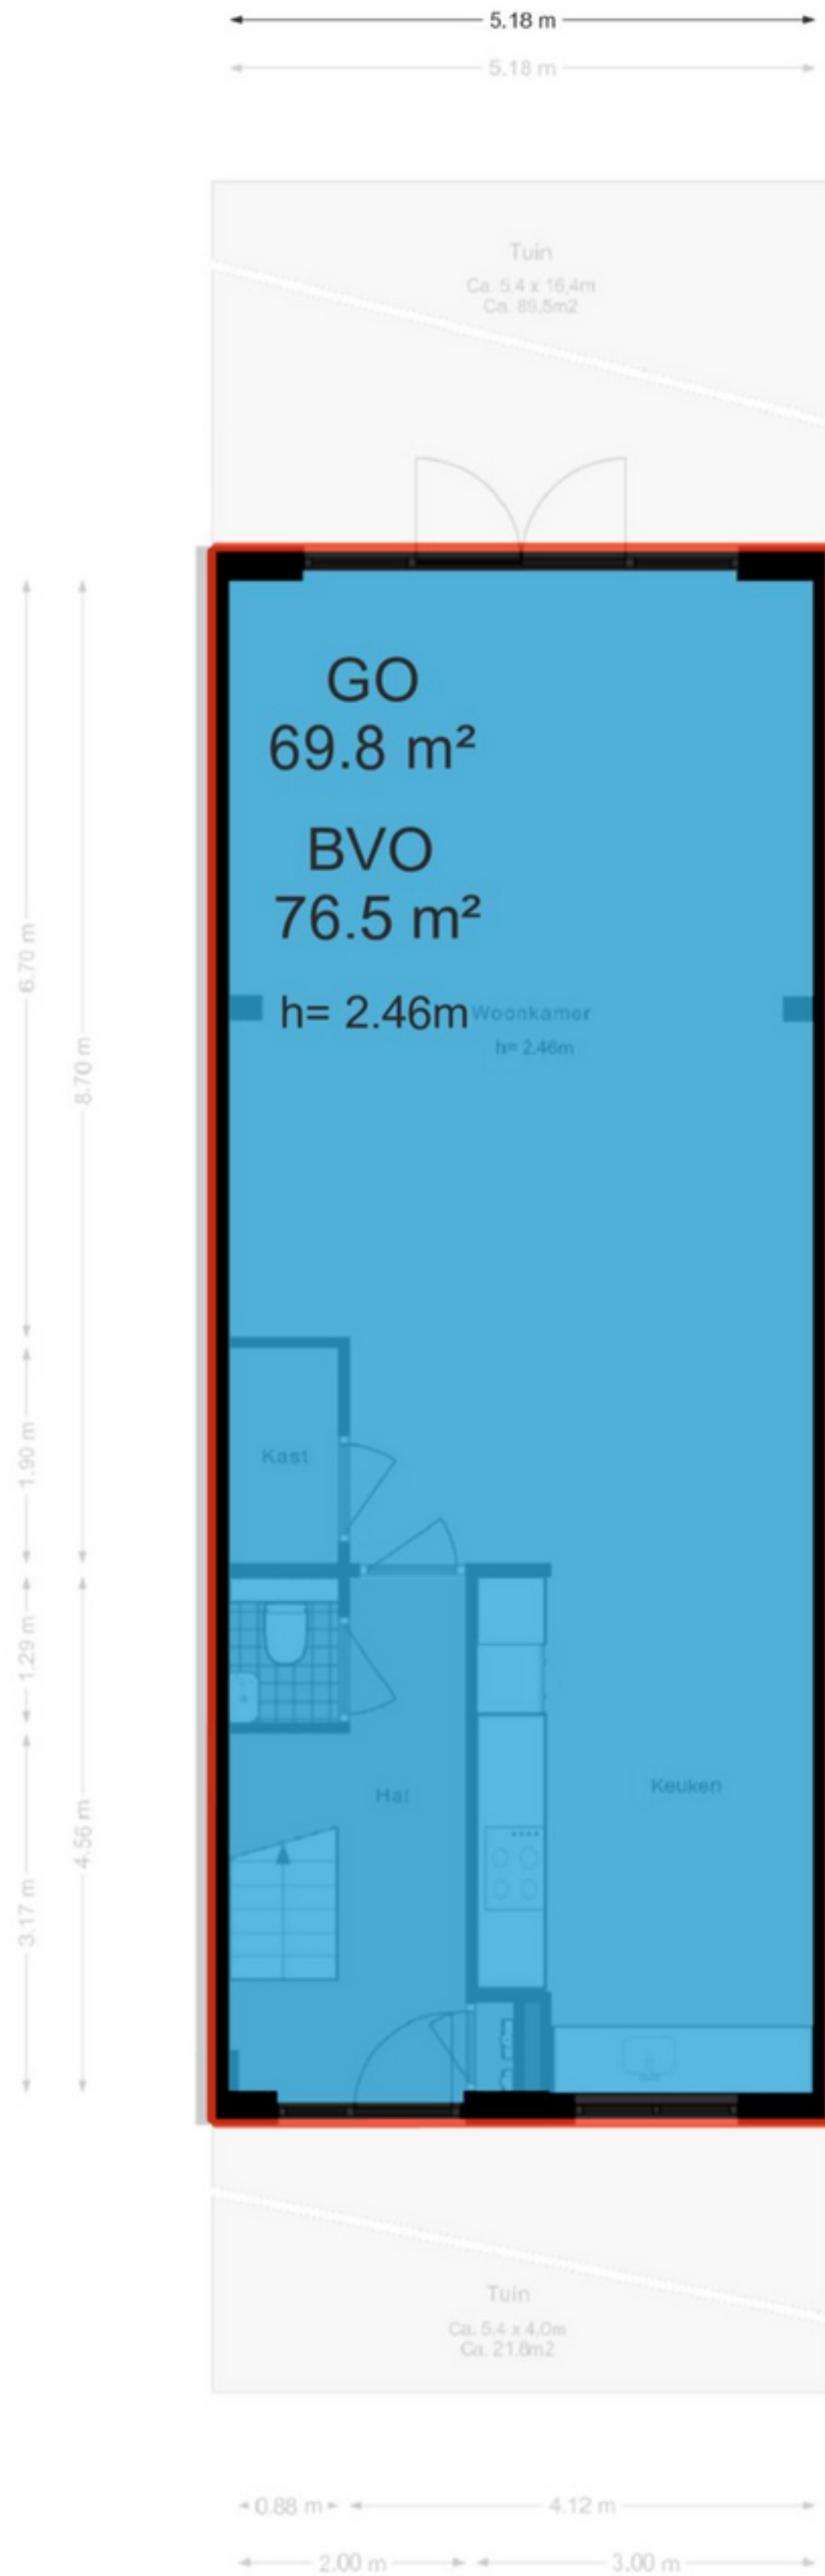 5.18 m
5.18 m
Tuin
Ca. 5,4 x 16,4m
Ca. 89,5m2
GO
69.8 m²
BVO
76.5 m²
h= 2.46m
Woonkamer
h= 2.46m
6.70 m
8.70 m
Kast
1.90 m
1.29 m
Hal
Keuken
4.56 m
3.17 m
Tuin
Ca. 5,4 x 4,0m
Ca. 21,8m2
0.88 m
4.12 m
2.00 m
3.00 m